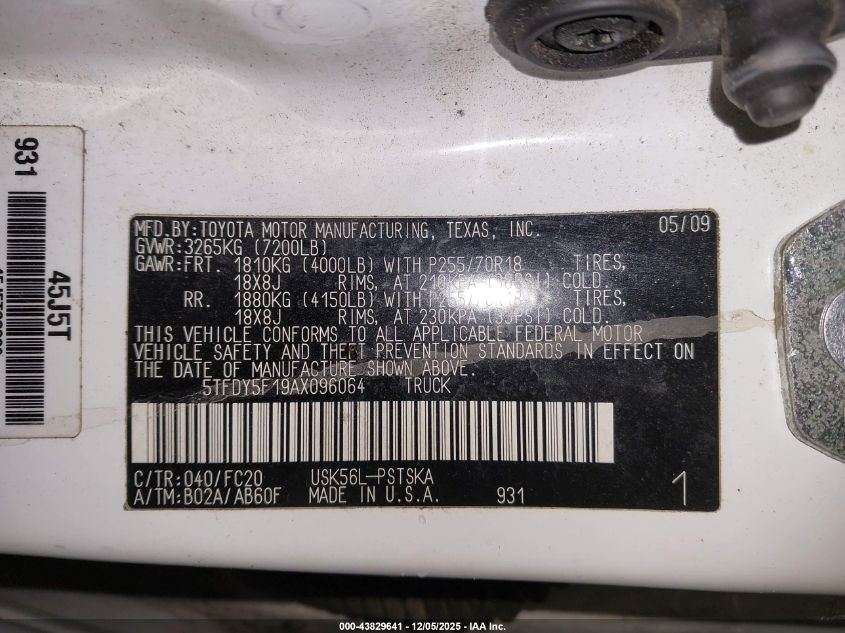 931
45J5T
MFD.BY:TOYOTA MOTOR MANUFACTURING, TEXAS, INC. 05/09
GVWR:3265KG (7200LB)
GAWR:FRT. 1810KG (4000LB) WITH P255/70R18 TIRES,
18X8J RIMS, AT COLD.
RR. 1880KG (4150LB) WITH P255/70R18 TIRES,
18X8J RIMS, AT 230KPA (33PSI) COLD.
THIS VEHICLE CONFORMS TO ALL APPLICABLE FEDERAL MOTOR
VEHICLE SAFETY AND THEFT PREVENTION STANDARDS IN EFFECT ON
THE DATE OF MANUFACTURE SHOWN ABOVE.
5TFDY5F19AX096064 TRUCK
C/TR:040/FC20 USK56L-PSTSKA
A/TM:B02A/AB60F MADE IN U.S.A. 931 1
000-43829641 - 12/05/2025 - IAA Inc.